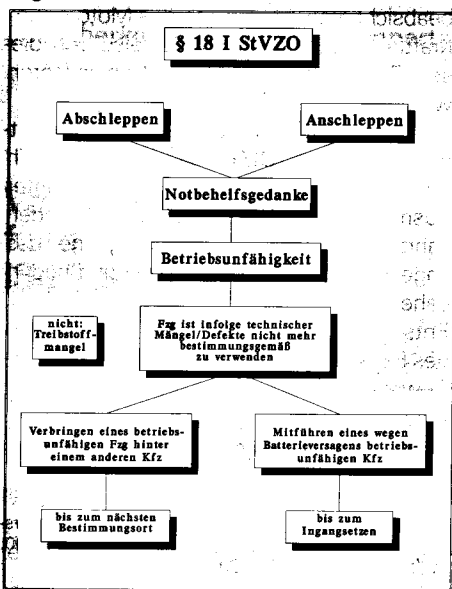 § 18 I StVZO
Abschleppen
Anschleppen
Notbehelfsgedanke
Betriebsunfähigkeit
nicht:
Treibstoff-
mangel
Fzg ist infolge technischer
Mängel/Defekte nicht mehr
bestimmungsgemäß
zu verwenden
Verbringen eines betriebs-
unfähigen Fzg hinter
einem anderen Kfz
Mitführen eines wegen
Batterieversagens betriebs-
unfähigen Kfz
bis zum nächsten
Bestimmungsort
bis zum
Ingangsetzen